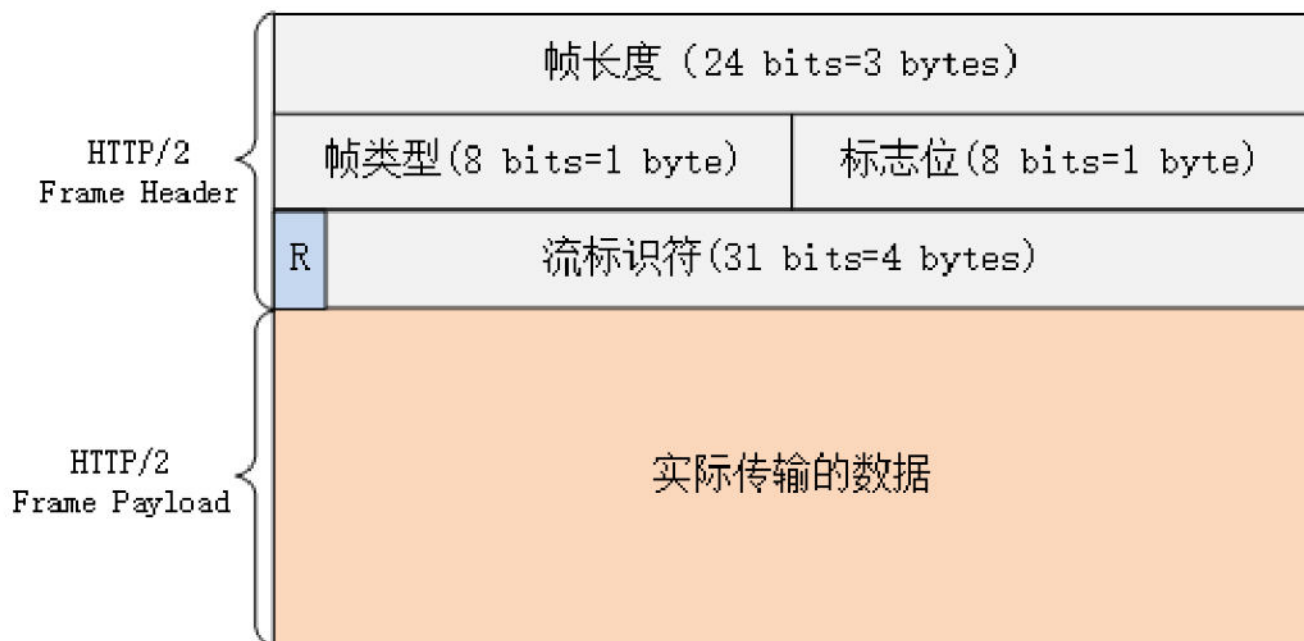 帧长度 (24 bits=3 bytes)
HTTP/2
Frame Header
帧类型(8 bits=1 byte)
标志位(8 bits=1 byte)
R
流标识符(31 bits=4 bytes)
HTTP/2
Frame Payload
实际传输的数据